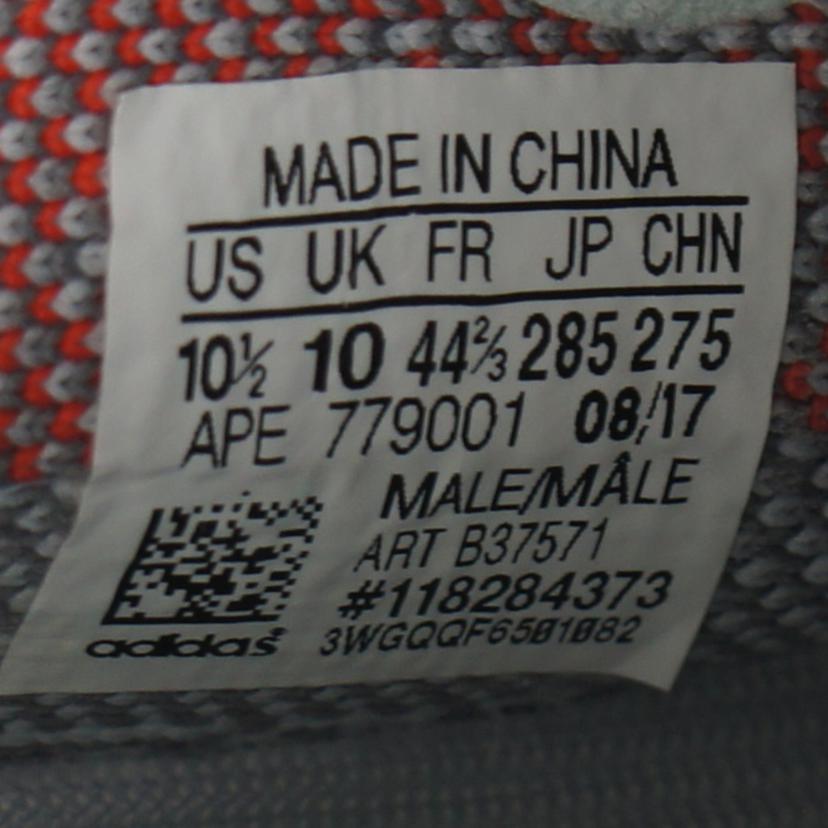 MADE IN CHINA
US UK FR JP CHN
10½ 10 44⅔ 285 275
APE 779001 08/17
MALE/MÂLE
ART B37571
#118284373
adidas 3WGQQF6501082